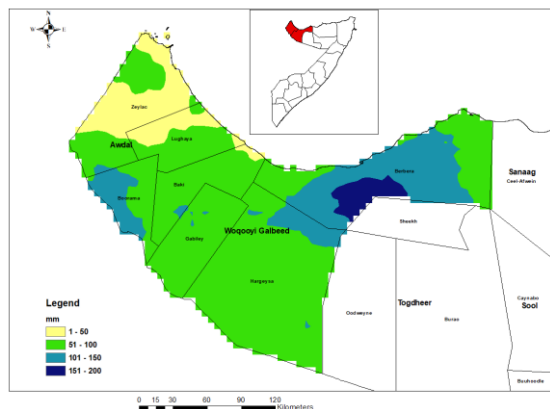 N
W E
S
Zeylac
Lughaya
Awdal
Baki
Borama
Gabiley
Woqooyi Galbeed
Hargeysa
Berbera
Sheikh
Sanaag
Ceel-Afwein
Oodweyne
Togdheer
Burao
Caynabo
Sool
Buuhoodle
Legend
mm
1 - 50
51 - 100
101 - 150
151 - 200
0 15 30 60 90 120
Kilometers